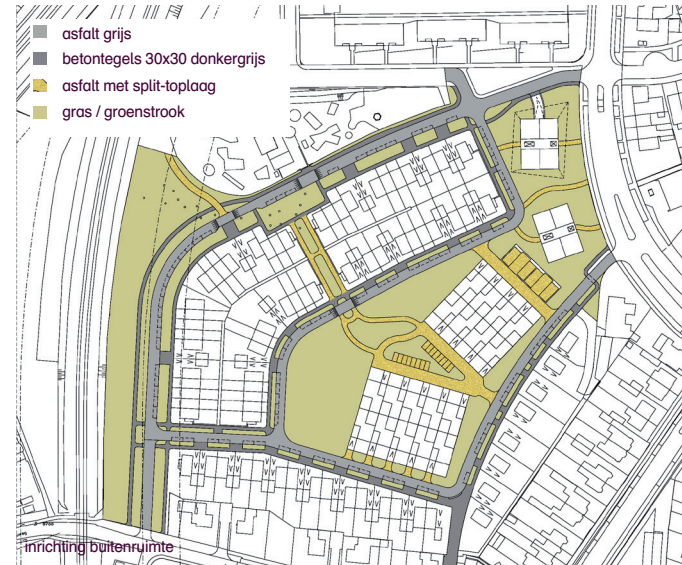 asfalt grijs
betontegels 30x30 donkergrijs
asfalt met split-toplaag
gras / groenstrook
inrichting buitenruimte